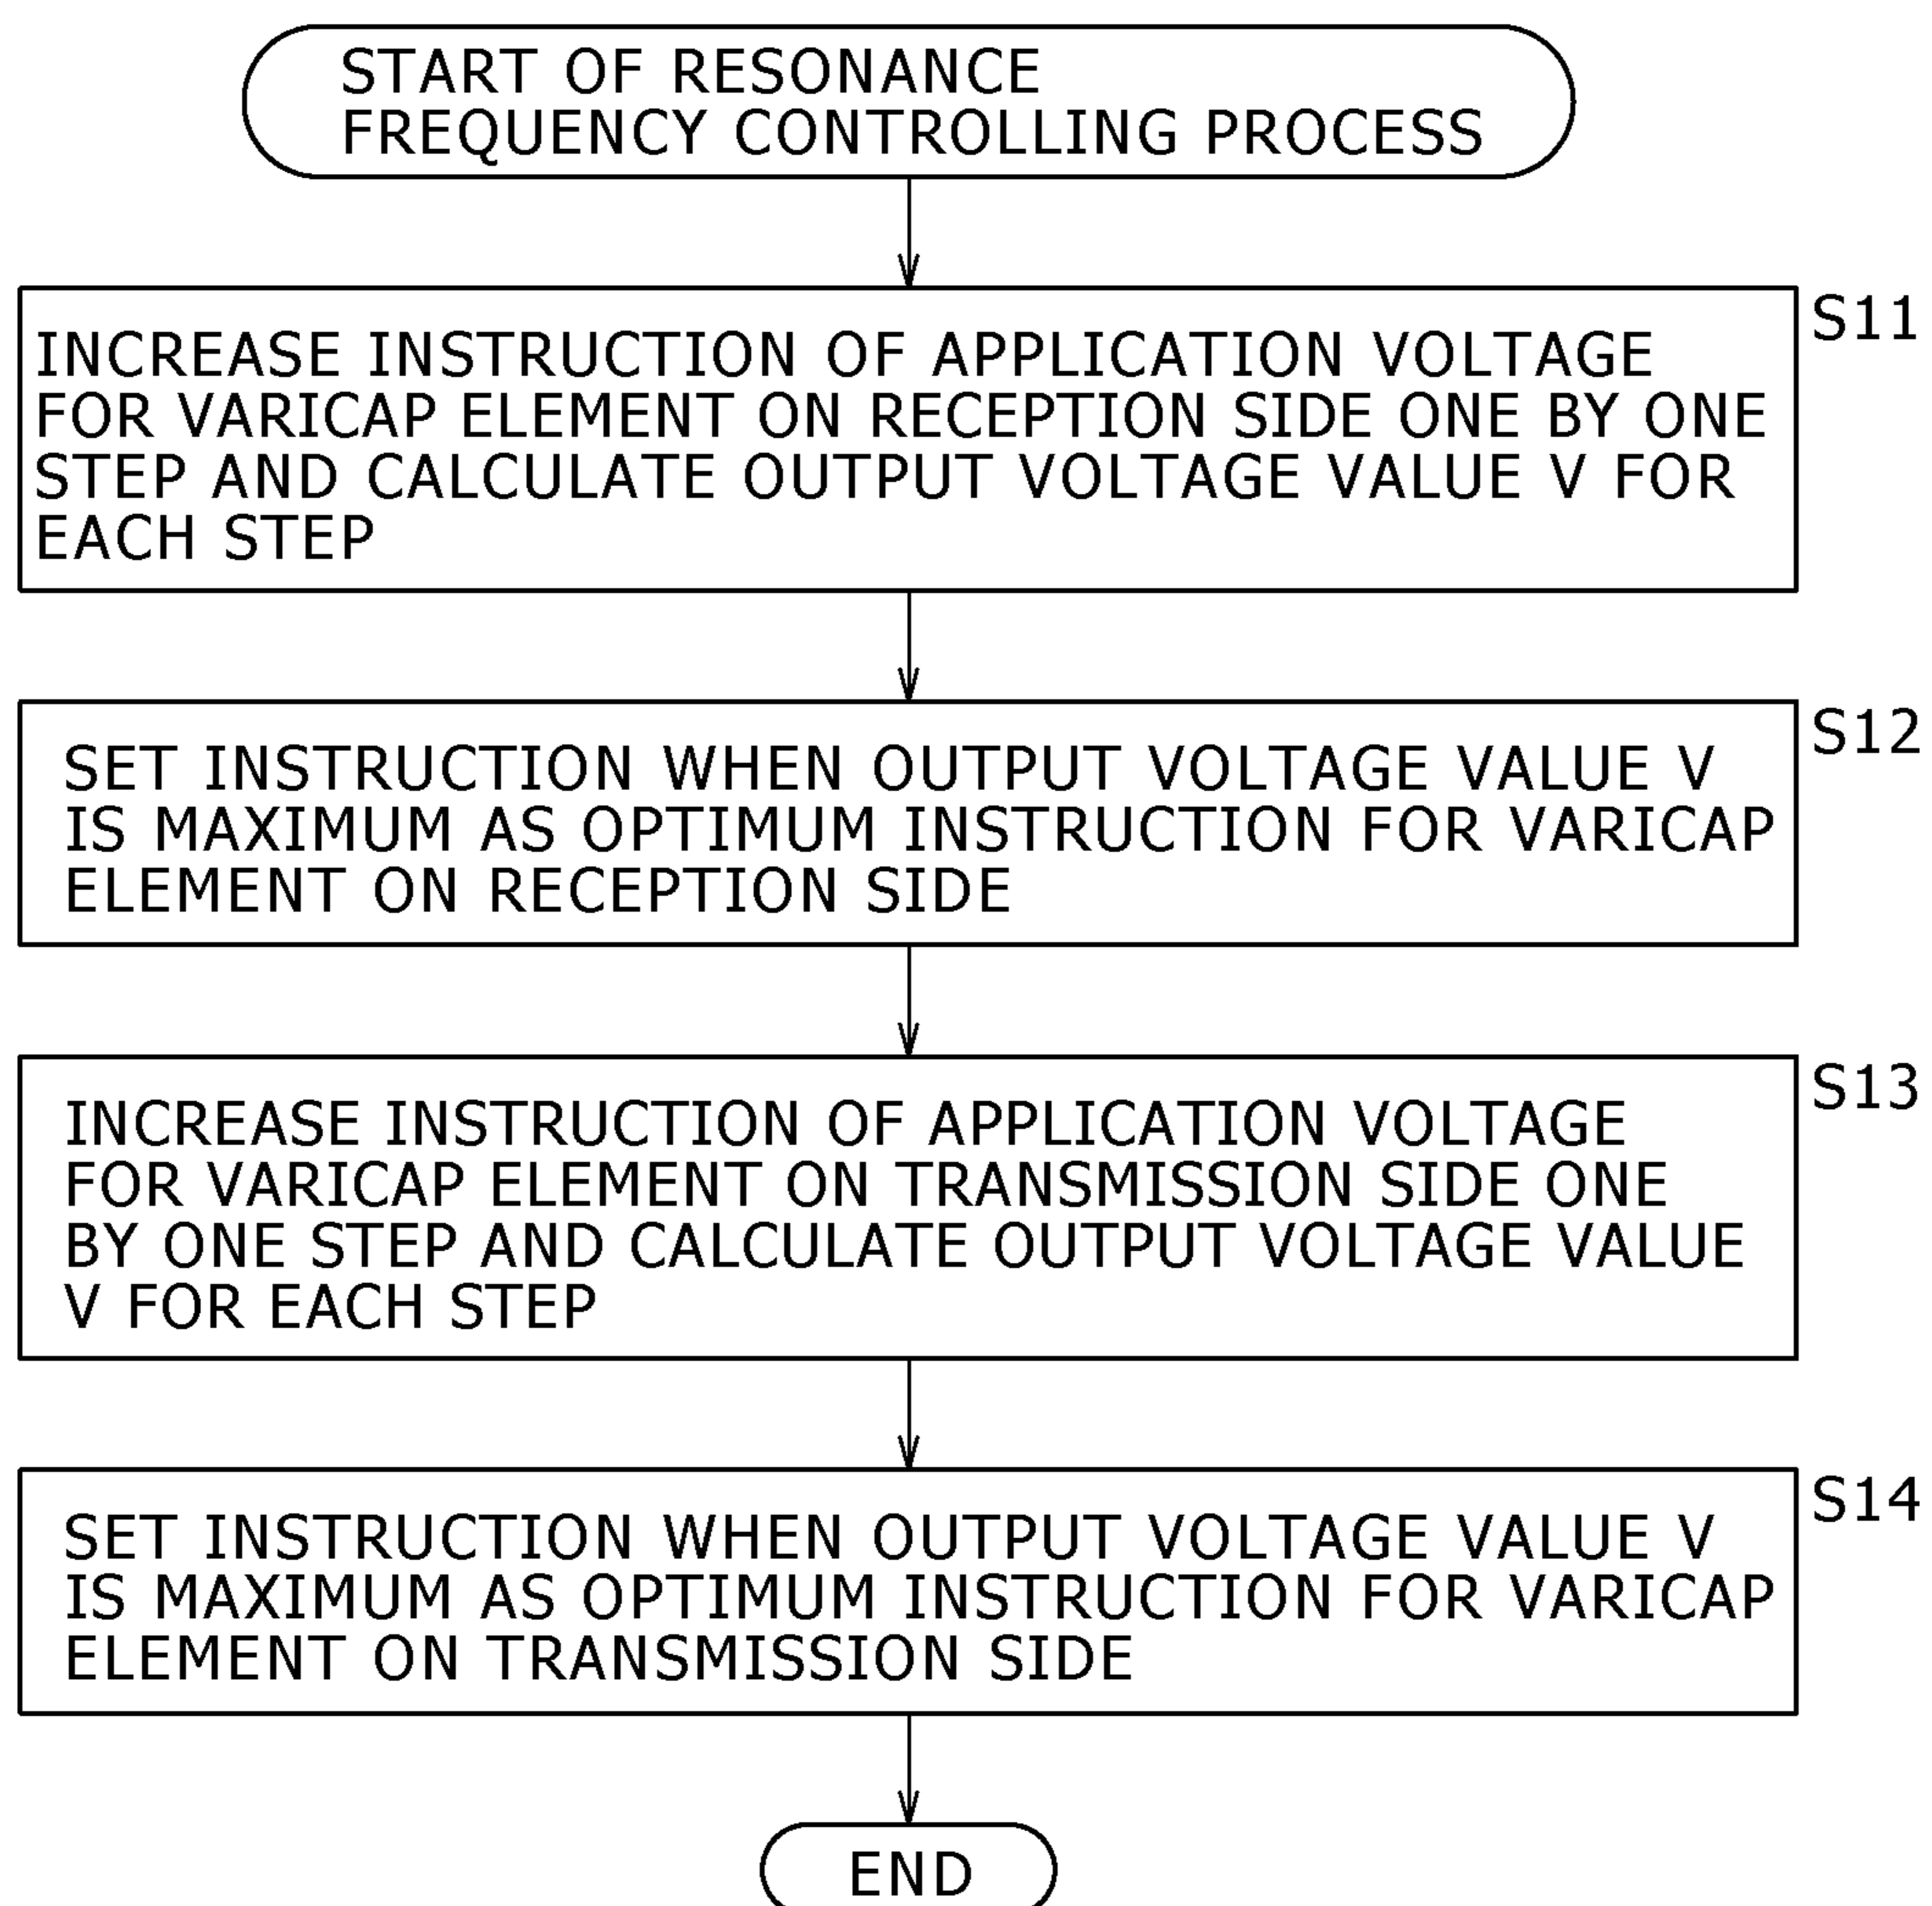 START OF RESONANCE
FREQUENCY CONTROLLING PROCESS
S11
INCREASE INSTRUCTION OF APPLICATION VOLTAGE
FOR VARICAP ELEMENT ON RECEPTION SIDE ONE BY ONE
STEP AND CALCULATE OUTPUT VOLTAGE VALUE V FOR
EACH STEP
S12
SET INSTRUCTION WHEN OUTPUT VOLTAGE VALUE V
IS MAXIMUM AS OPTIMUM INSTRUCTION FOR VARICAP
ELEMENT ON RECEPTION SIDE
S13
INCREASE INSTRUCTION OF APPLICATION VOLTAGE
FOR VARICAP ELEMENT ON TRANSMISSION SIDE ONE
BY ONE STEP AND CALCULATE OUTPUT VOLTAGE VALUE
V FOR EACH STEP
S14
SET INSTRUCTION WHEN OUTPUT VOLTAGE VALUE V
IS MAXIMUM AS OPTIMUM INSTRUCTION FOR VARICAP
ELEMENT ON TRANSMISSION SIDE
END